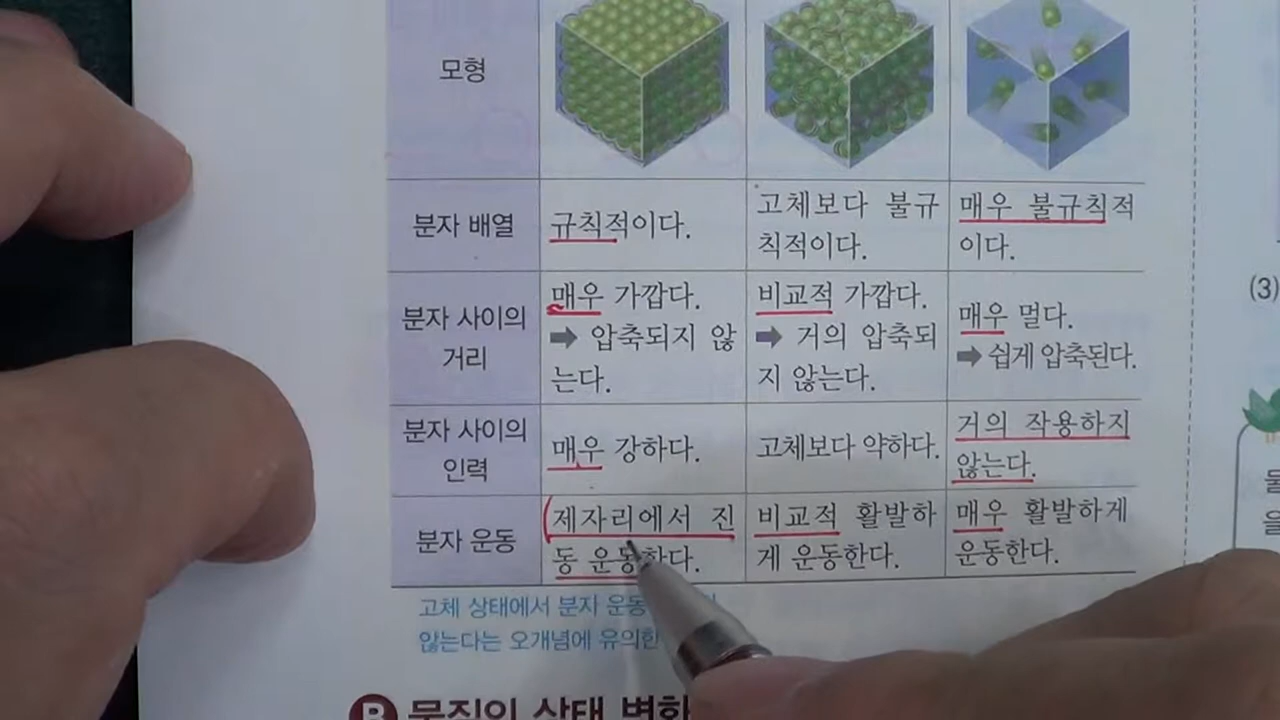 모형
분자 배열
규칙적이다.
고체보다 불규
칙적이다.
매우 불규칙적
이다.
분자 사이의
거리
매우 가깝다.
➡ 압축되지 않
는다.
비교적 가깝다.
➡ 거의 압축되
지 않는다.
매우 멀다.
➡ 쉽게 압축된다.
분자 사이의
인력
매우 강하다.
고체보다 약하다.
거의 작용하지
않는다.
분자 운동
제자리에서 진
동 운동한다.
비교적 활발하
게 운동한다.
매우 활발하게
운동한다.
고체 상태에서 분자 운동
않는다는 오개념에 유의한
B 물질의 상태 변화
(3)
을